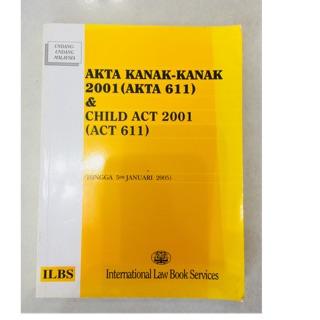 UNDANG-
UNDANG
MALAYSIA
AKTA KANAK-KANAK
2001(AKTA 611)
&
CHILD ACT 2001
(ACT 611)
(HINGGA 5HB JANUARI 2005)
ILBS
International Law Book Services